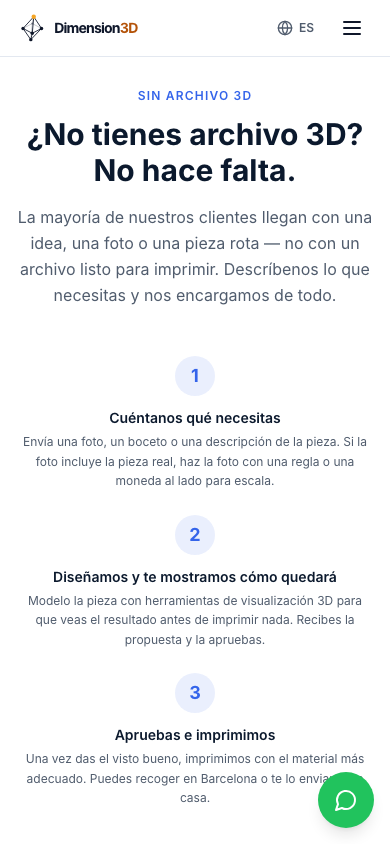 Dimension3D
ES
SIN ARCHIVO 3D
¿No tienes archivo 3D?
No hace falta.
La mayoría de nuestros clientes llegan con una
idea, una foto o una pieza rota — no con un
archivo listo para imprimir. Descríbenos lo que
necesitas y nos encargamos de todo.
1
Cuéntanos qué necesitas
Envía una foto, un boceto o una descripción de la pieza. Si la
foto incluye la pieza real, haz la foto con una regla o una
moneda al lado para escala.
2
Diseñamos y te mostramos cómo quedará
Modelo la pieza con herramientas de visualización 3D para
que veas el resultado antes de imprimir nada. Recibes la
propuesta y la apruebas.
3
Apruebas e imprimimos
Una vez das el visto bueno, imprimimos con el material más
adecuado. Puedes recoger en Barcelona o te lo
casa.